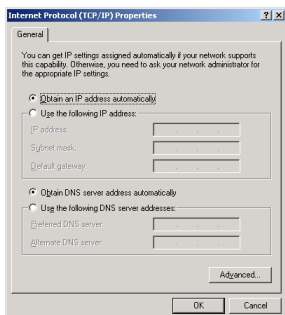 Internet Protocol (TCP/IP) Properties
General
You can get IP settings assigned automatically if your network supports
this capability. Otherwise, you need to ask your network administrator for
the appropriate IP settings.
Obtain an IP address automatically
Use the following IP address:
IP address:
Subnet mask:
Default gateway:
Obtain DNS server address automatically
Use the following DNS server addresses:
Preferred DNS server:
Alternate DNS server:
Advanced...
OK Cancel